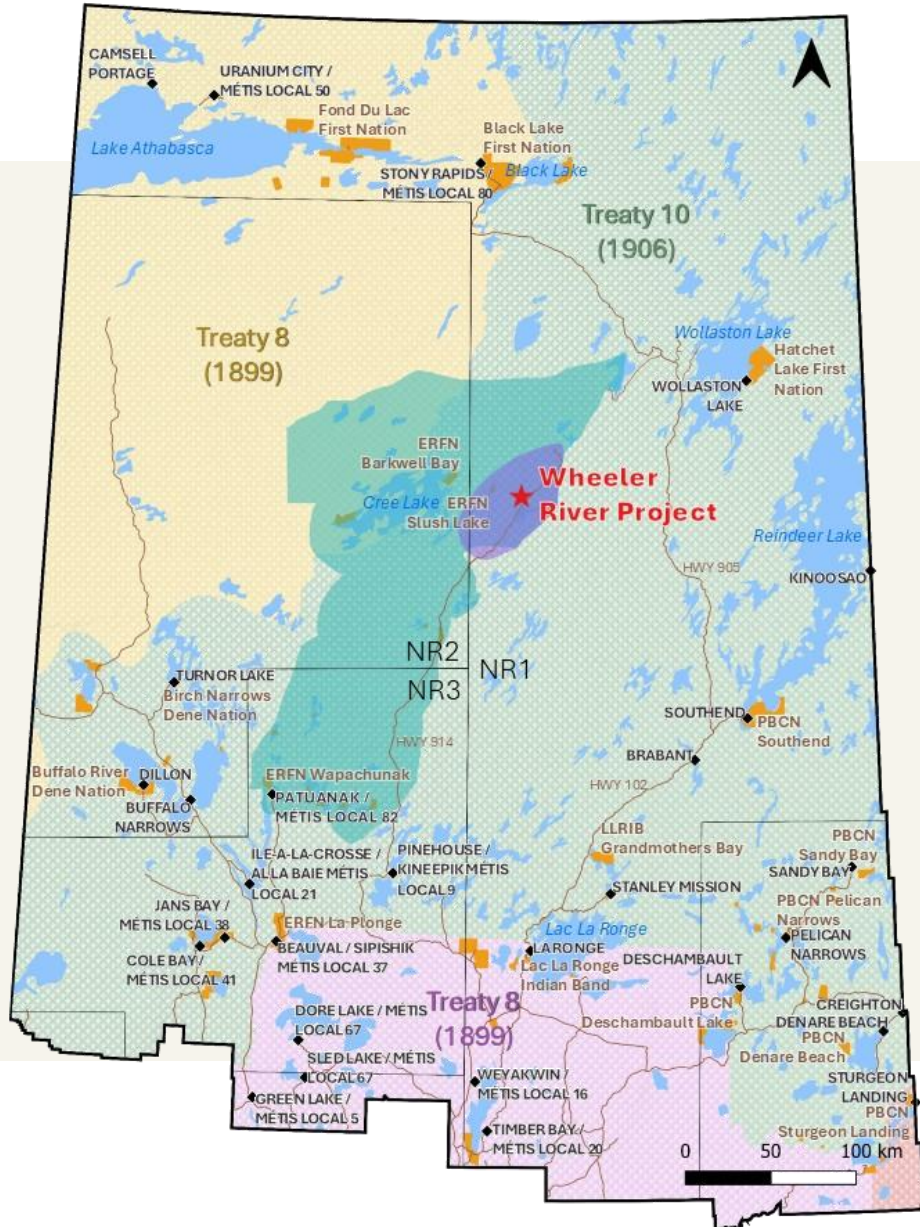 CAMSELL
PORTAGE
URANIUM CITY /
MÉTIS LOCAL 50
Fond Du Lac
First Nation
Lake Athabasca
Black Lake
First Nation
Black Lake
STONY RAPIDS /
MÉTIS LOCAL 80
Treaty 10
(1906)
Treaty 8
(1899)
Wollaston Lake
Hatchet
Lake First
Nation
WOLLASTON
LAKE
ERFN
Barkwell Bay
Cree Lake
ERFN
Slush Lake
Wheeler
River Project
Reindeer Lake
HWY 905
KINOOSAO
NR2
NR1
NR3
TURNOR LAKE
Birch Narrows
Dene Nation
SOUTHEND
PBCN
Southend
HWY 914
BRABANT
Buffalo River
Dene Nation
DILLON
BUFFALO
NARROWS
ERFN Wapachunak
PATUANAK /
MÉTIS LOCAL 82
HWY 102
LLRIB
Grandmothers Bay
PBCN
Sandy Bay
SANDY BAY
ILE-A-LA-CROSSE /
A LA BAIE MÉTIS
LOCAL 21
PINEHOUSE /
KINEEPIK MÉTIS
LOCAL 9
STANLEY MISSION
JANS BAY /
MÉTIS LOCAL 38
PBCN Pelican
Narrows
PELICAN
NARROWS
ERFN La Plonge
BEAUVAL / SIPISHIK
METIS LOCAL 37
Lac La Ronge
LARONGE
Lac La Ronge
Indian Band
COLE BAY /
MÉTIS LOCAL 41
DESCHAMBAULT
LAKE
PBCN
Deschambault Lake
Treaty 8
(1899)
DORE LAKE / MÉTIS
LOCAL 67
CREIGHTON
DENARE BEACH
PBCN
Denare Beach
SLED LAKE / MÉTIS
LOCAL 67
WEYAKWIN /
MÉTIS LOCAL 16
STURGEON
LANDING
PBCN
Sturgeon Landing
GREEN LAKE /
MÉTIS LOCAL 5
TIMBER BAY /
MÉTIS LOCAL 20
0 50 100 km